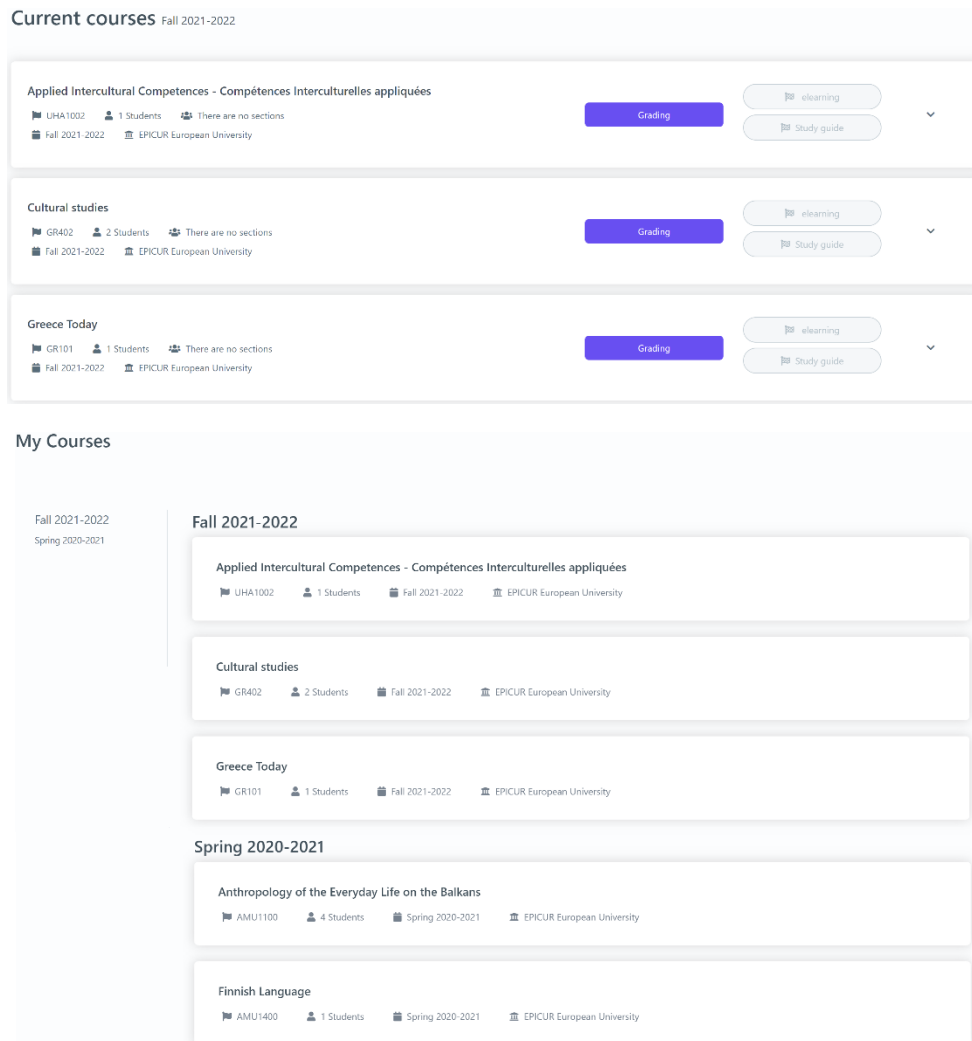 Current courses Fall 2021-2022
Applied Intercultural Competences - Compétences Interculturelles appliquées
UHA1002 1 Students There are no sections
Fall 2021-2022 EPICUR European University
Grading
elearning
Study guide
Cultural studies
GR402 2 Students There are no sections
Fall 2021-2022 EPICUR European University
Grading
elearning
Study guide
Greece Today
GR101 1 Students There are no sections
Fall 2021-2022 EPICUR European University
Grading
elearning
Study guide
My Courses
Fall 2021-2022
Spring 2020-2021
Fall 2021-2022
Applied Intercultural Competences - Compétences Interculturelles appliquées
UHA1002 1 Students Fall 2021-2022 EPICUR European University
Cultural studies
GR402 2 Students Fall 2021-2022 EPICUR European University
Greece Today
GR101 1 Students Fall 2021-2022 EPICUR European University
Spring 2020-2021
Anthropology of the Everyday Life on the Balkans
AMU1100 4 Students Spring 2020-2021 EPICUR European University
Finnish Language
AMU1400 1 Students Spring 2020-2021 EPICUR European University